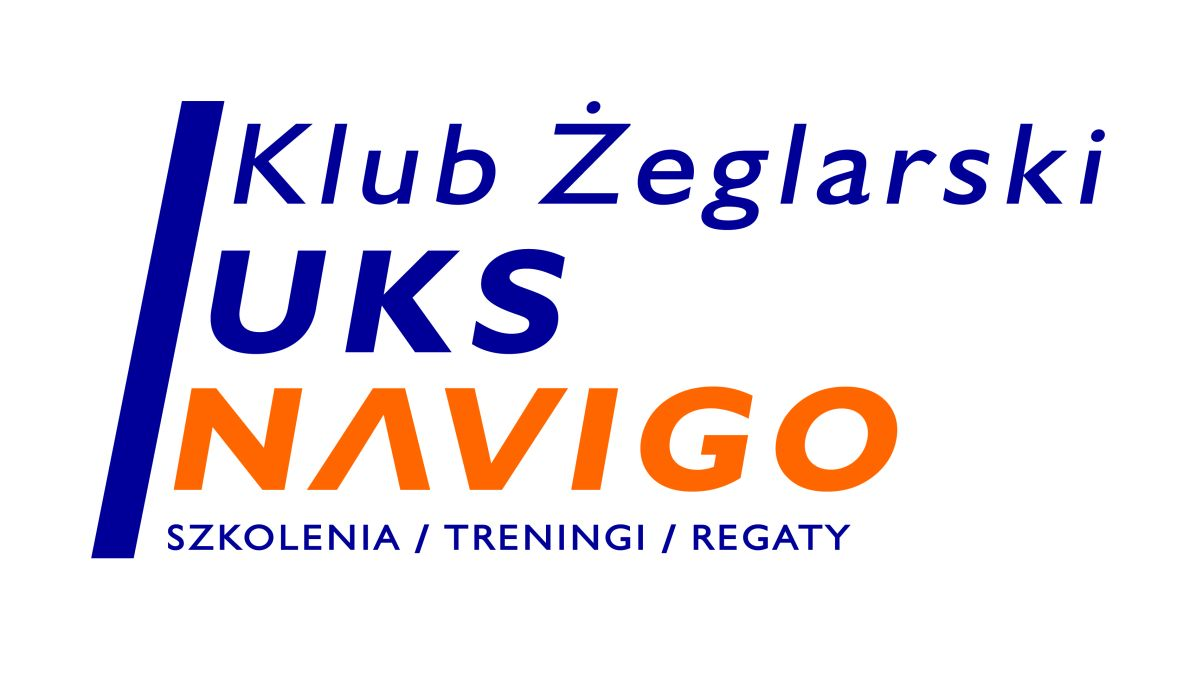 Klub Żeglarski
UKS
NAVIGO
SZKOLENIA / TRENINGI / REGATY